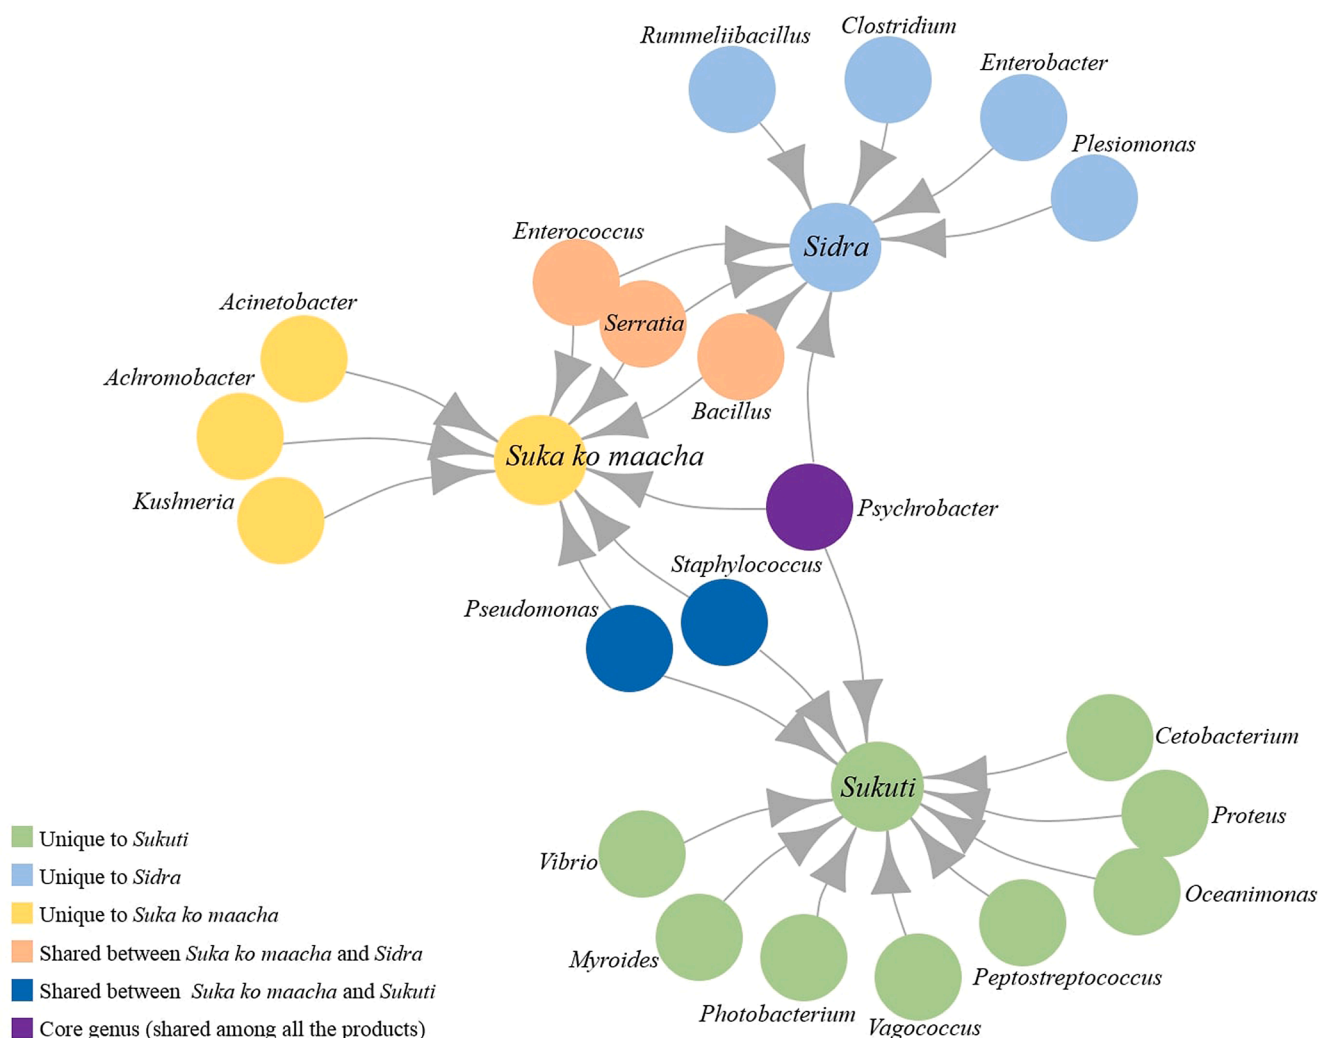 Rummeliibacillus
Clostridium
Enterobacter
Plesiomonas
Enterococcus
Sidra
Acinetobacter
Serratia
Achromobacter
Bacillus
Suka ko maacha
Kushneria
Psychrobacter
Staphylococcus
Pseudomonas
Cetobacterium
Sukuti
Proteus
Vibrio
Oceanimonas
Myroides
Peptostreptococcus
Photobacterium
Vagococcus
Unique to Sukuti
Unique to Sidra
Unique to Suka ko maacha
Shared between Suka ko maacha and Sidra
Shared between Suka ko maacha and Sukuti
Core genus (shared among all the products)